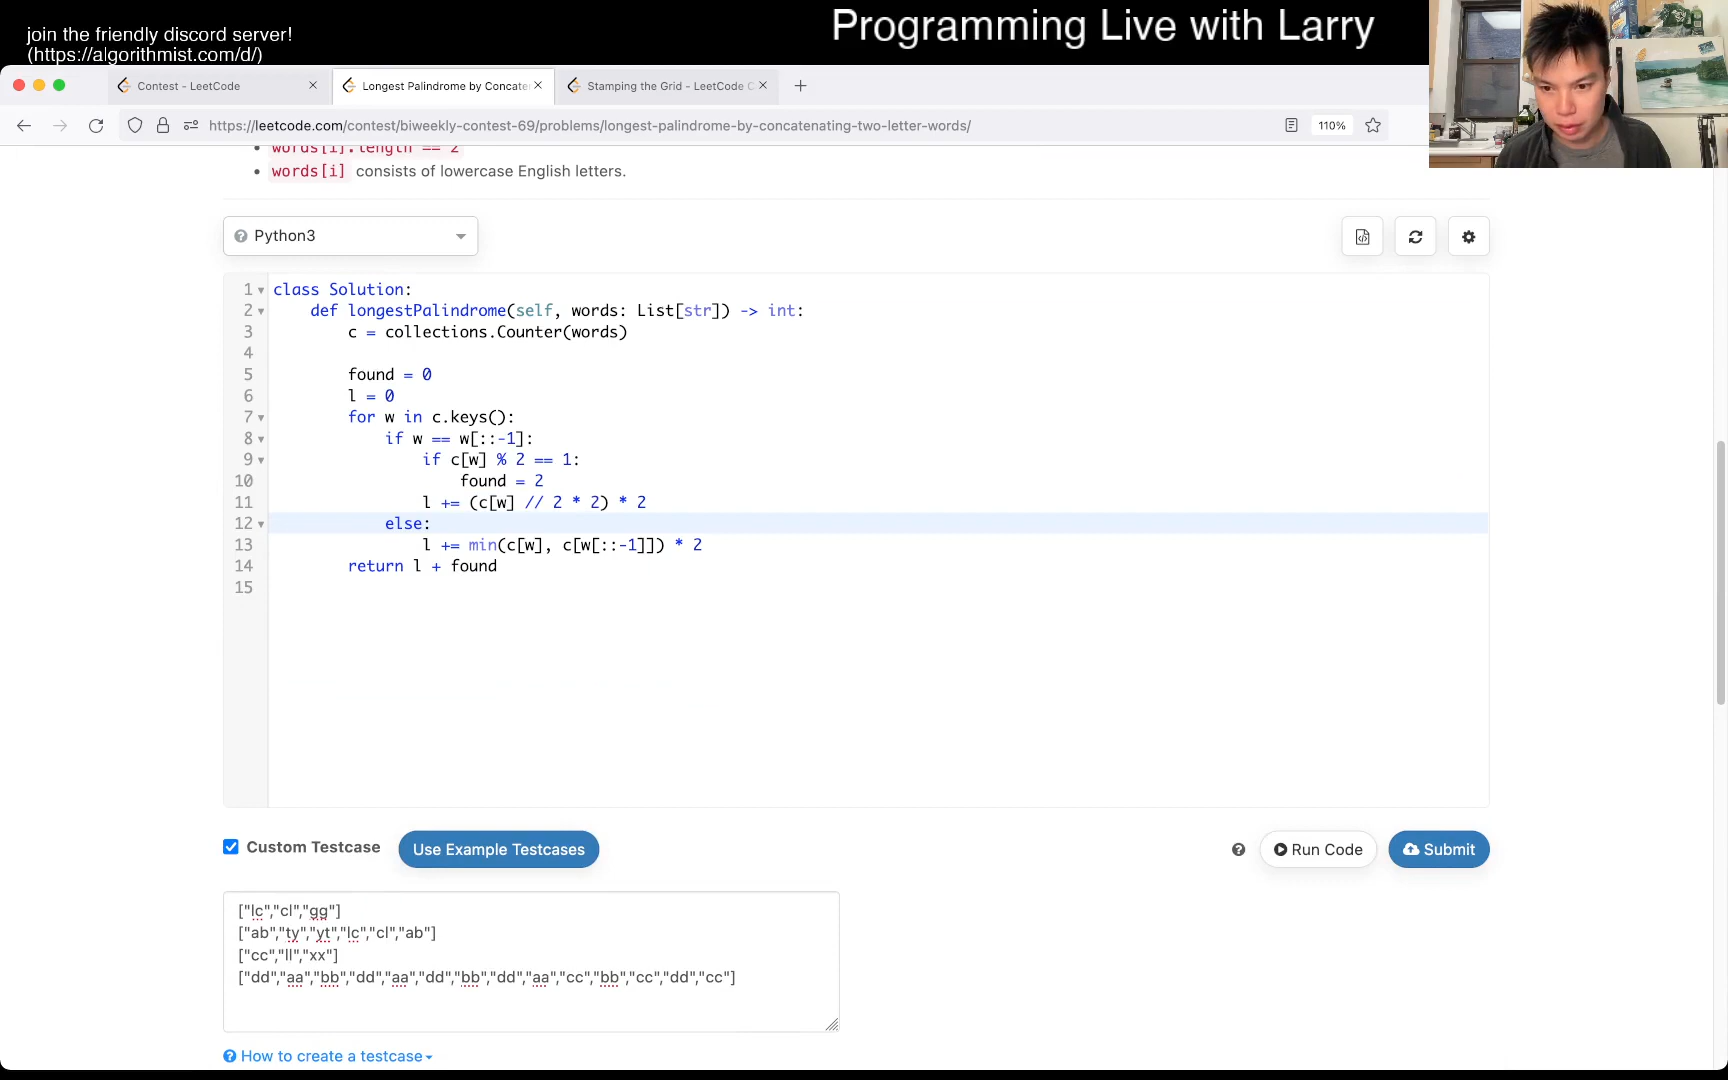 join the friendly discord server!
(https://algorithmist.com/d/)
Programming Live with Larry
Contest - LeetCode
Longest Palindrome by Concate
Stamping the Grid - LeetCode C
https://leetcode.com/contest/biweekly-contest-69/problems/longest-palindrome-by-concatenating-two-letter-words/
110%
words[i].length == 2
words[i] consists of lowercase English letters.
Python3
1 class Solution:
2 def longestPalindrome(self, words: List[str]) -> int:
3 c = collections.Counter(words)
4
5 found = 0
6 l = 0
7 for w in c.keys():
8 if w == w[::-1]:
9 if c[w] % 2 == 1:
10 found = 2
11 l += (c[w] // 2 * 2) * 2
12 else:
13 l += min(c[w], c[w[::-1]]) * 2
14 return l + found
15
Custom Testcase
Use Example Testcases
Run Code
Submit
["lc","cl","gg"]
["ab","ty","yt","lc","cl","ab"]
["cc","ll","xx"]
["dd","aa","bb","dd","aa","dd","bb","dd","aa","cc","bb","cc","dd","cc"]
How to create a testcase